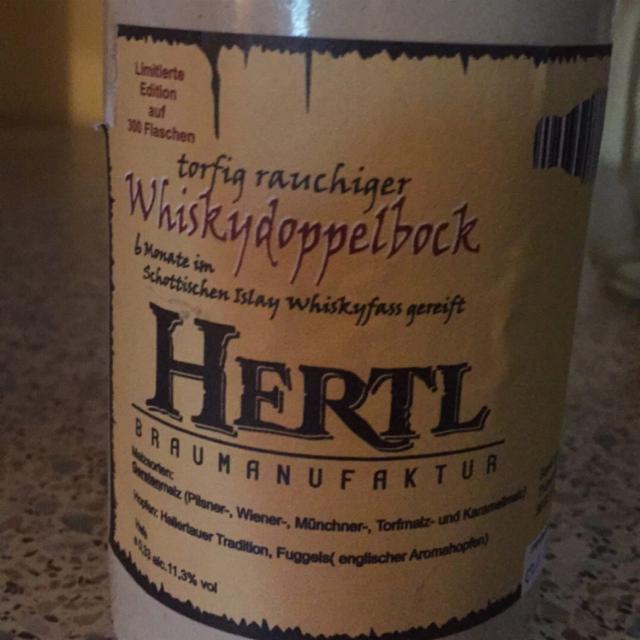 Limitierte
Edition
auf
300 Flaschen
torfig rauchiger
Whiskydoppelbock
6 Monate im
Schottischen Islay Whiskyfass gereift
HERTL
BRAUMANUFAKTUR
Malzsorten:
Gerstenmalz (Pilsner-, Wiener-, Münchner-, Torfmalz- und Karamellmalz)
Hopfen: Hallertauer Tradition, Fuggels( englischer Aromahopfen)
alc. 11,3% vol